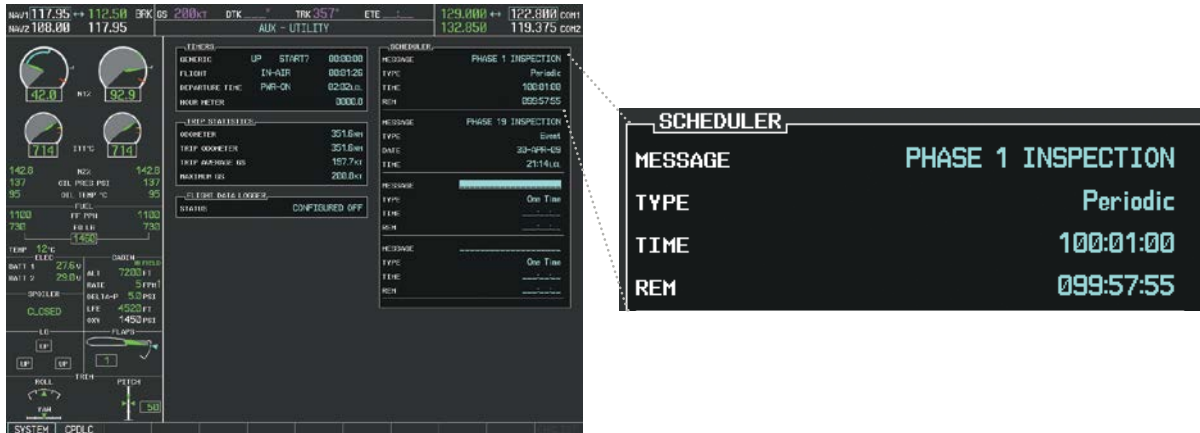 NAV1 117.95 ↔ 112.50 BRK GS 200KT DTK ___° TRK 357° ETE __:__ 129.000 ↔ 122.800 COM1
NAV2 108.00 117.95 AUX – UTILITY 132.850 119.375 COM2
TIMERS
GENERIC UP START? 00:00:00
FLIGHT IN-AIR 00:01:26
DEPARTURE TIME PWR-ON 02:02LCL
HOUR METER 0000.0
TRIP STATISTICS
ODOMETER 351.6NM
TRIP ODOMETER 351.6NM
TRIP AVERAGE GS 197.7KT
MAXIMUM GS 200.0KT
FLIGHT DATA LOGGER
STATUS CONFIGURED OFF
SCHEDULER
MESSAGE PHASE 1 INSPECTION
TYPE Periodic
TIME 100:01:00
REM 099:57:55
MESSAGE PHASE 19 INSPECTION
TYPE Event
DATE 30-APR-09
TIME 21:14LCL
MESSAGE
TYPE One Time
TIME
REM
MESSAGE
TYPE One Time
TIME
REM
42.0 N1% 92.9
714 ITT°C 714
142.8 N2% 142.8
137 OIL PRES PSI 137
95 OIL TEMP °C 95
FUEL
1100 FF PPH 1100
730 FQ LB 730
1460
TEMP 12°C
ELEC
BATT 1 27.6V
BATT 2 29.0V
SPOILER
CLOSED
CABIN
ALT 7200FT
RATE 5FPM↑
DELTA-P 5.0PSI
LFE 4520FT
OXY 1450PSI
LG
UP
UP UP
FLAPS
1
TRIM
ROLL PITCH
YAW
50
SYSTEM CPDLC
SCHEDULER
MESSAGE PHASE 1 INSPECTION
TYPE Periodic
TIME 100:01:00
REM 099:57:55